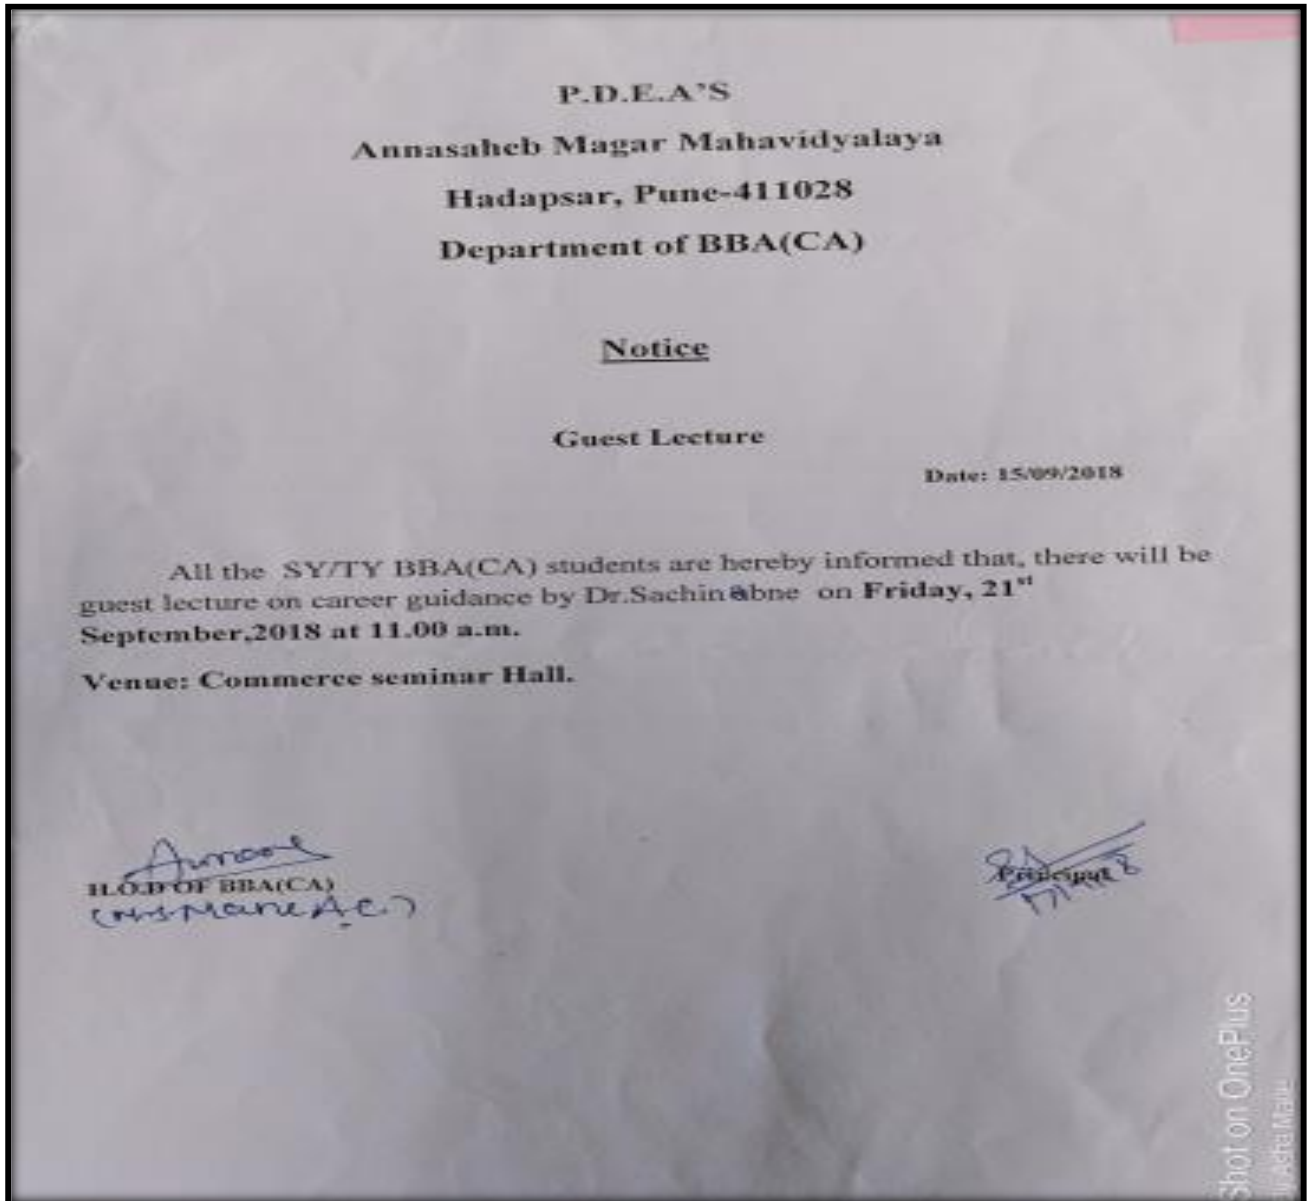 P.D.E.A'S
Annasaheb Magar Mahavidyalaya
Hadapsar, Pune-411028
Department of BBA(CA)
Notice
Guest Lecture
Date: 15/09/2018
All the SY/TY BBA(CA) students are hereby informed that, there will be
guest lecture on career guidance by Dr.Sachin on Friday, 21st
September,2018 at 11.00 a.m.
Venue: Commerce seminar Hall.
H.O.D OF BBA(CA)
Principal
Shot on OnePlus